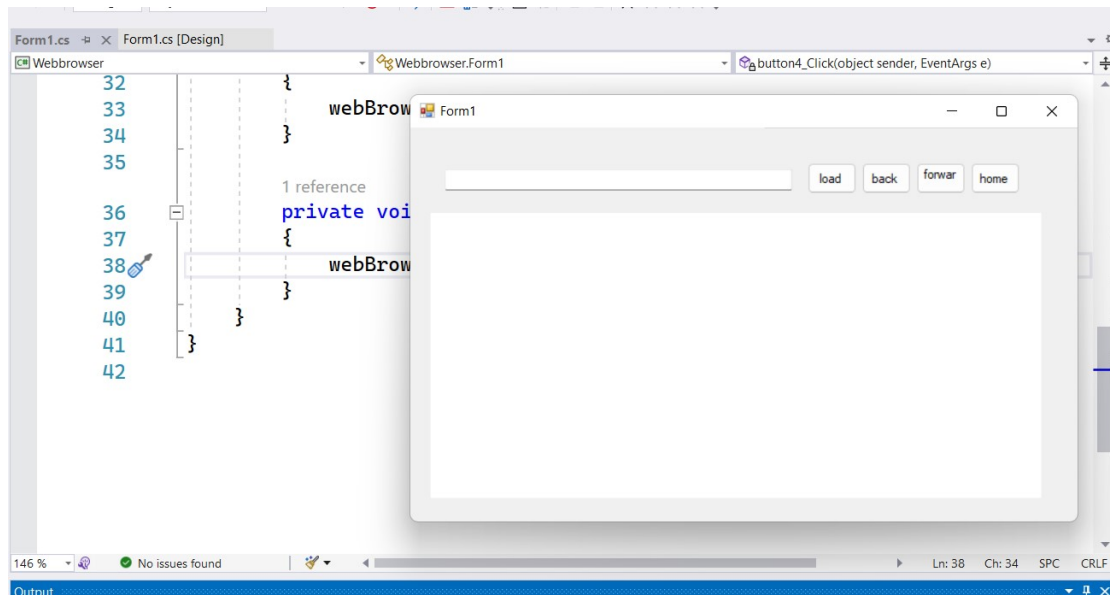 Form1.cs Form1.cs [Design]
C# Webbrowser Webbrowser.Form1 button4_Click(object sender, EventArgs e)
32 {
33 webBrow
34 }
35
1 reference
36 private voi
37 {
38 webBrow
39 }
40 }
41 }
42
Form1
load back forwar home
146 % No issues found Ln: 38 Ch: 34 SPC CRLF
Output